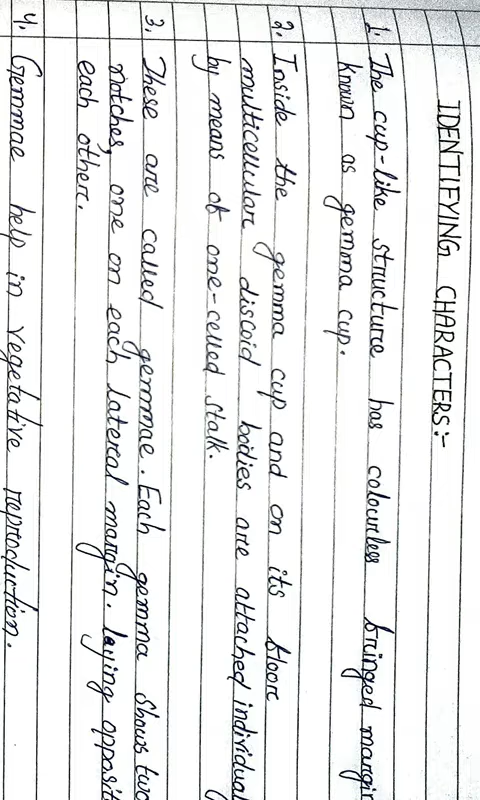 IDENTIFYING CHARACTERS:-
1. The cup-like structure has colourless fringed margin
known as gemma cup.
2. Inside the gemma cup and on its floor
multicellular discoid bodies are attached individual
by means of one-celled stalk.
3. These are called gemmae. Each gemma shows two
notches, one on each lateral margin. laying opposit
each other.
4. Gemmae help in vegetative reproduction.